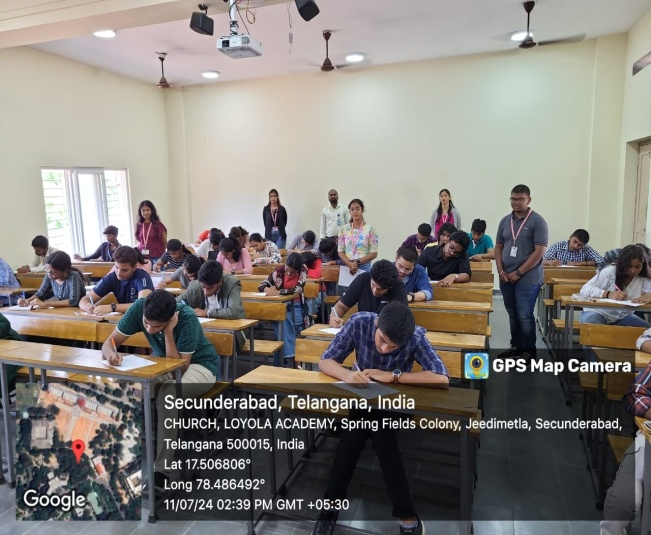 GPS Map Camera
Secunderabad, Telangana, India
CHURCH, LOYOLA ACADEMY, Spring Fields Colony, Jeedimetla, Secunderabad,
Telangana 500015, India
Lat 17.506806°
Long 78.486492°
11/07/24 02:39 PM GMT +05:30
Google